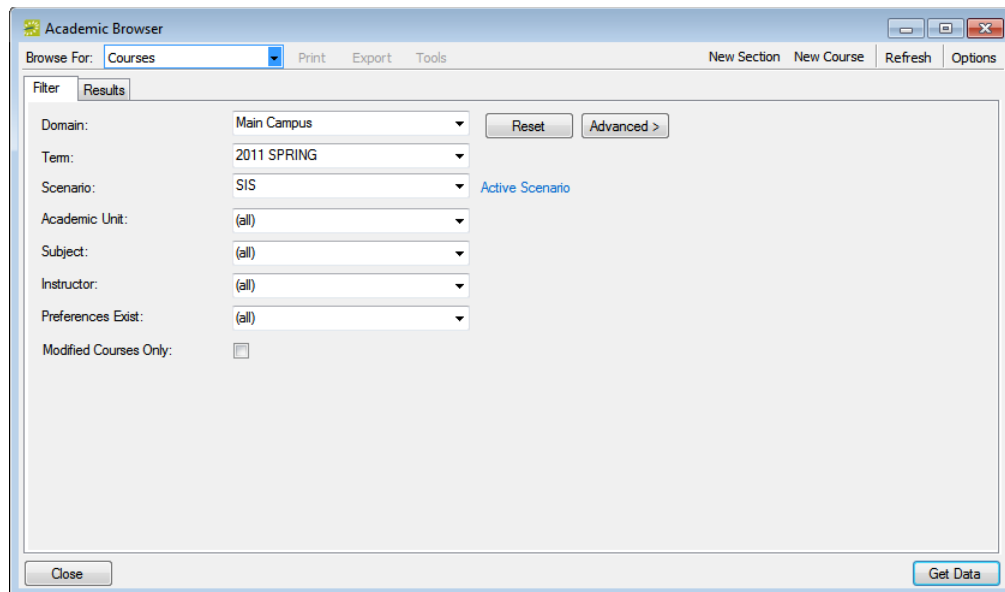 Academic Browser
Browse For: Courses Print Export Tools New Section New Course Refresh Options
Filter Results
Domain: Main Campus Reset Advanced >
Term: 2011 SPRING
Scenario: SIS Active Scenario
Academic Unit: (all)
Subject: (all)
Instructor: (all)
Preferences Exist: (all)
Modified Courses Only:
Close Get Data